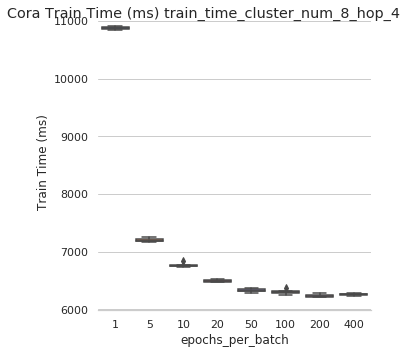 Cora Train Time (ms) train_time_cluster_num_8_hop_4
11000
10000
9000
8000
7000
6000
Train Time (ms)
1 5 10 20 50 100 200 400
epochs_per_batch